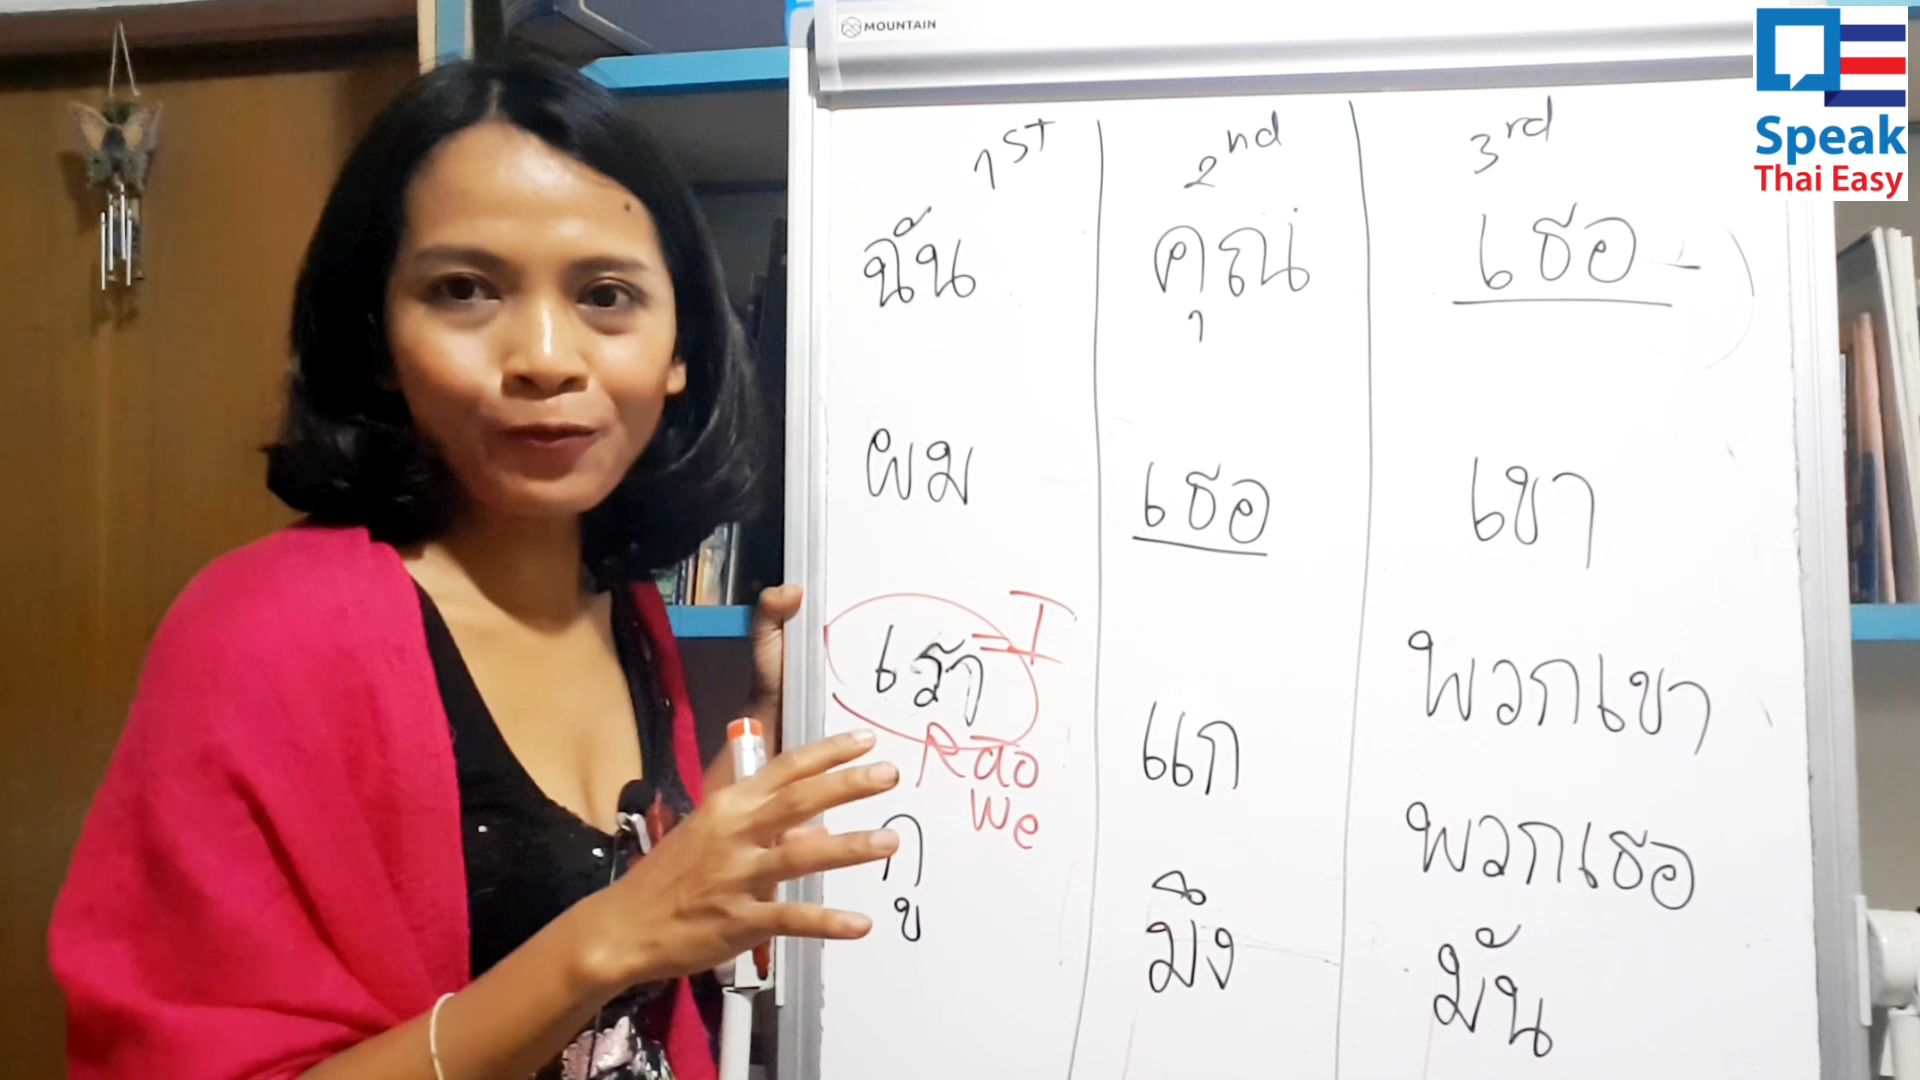 MOUNTAIN
Speak
Thai Easy
1st
2nd
3rd
ฉัน
คุณ
เธอ
ผม
เธอ
เขา
เรา = I
Rao
We
แก
พวกเขา
กู
มึง
พวกเธอ
มัน